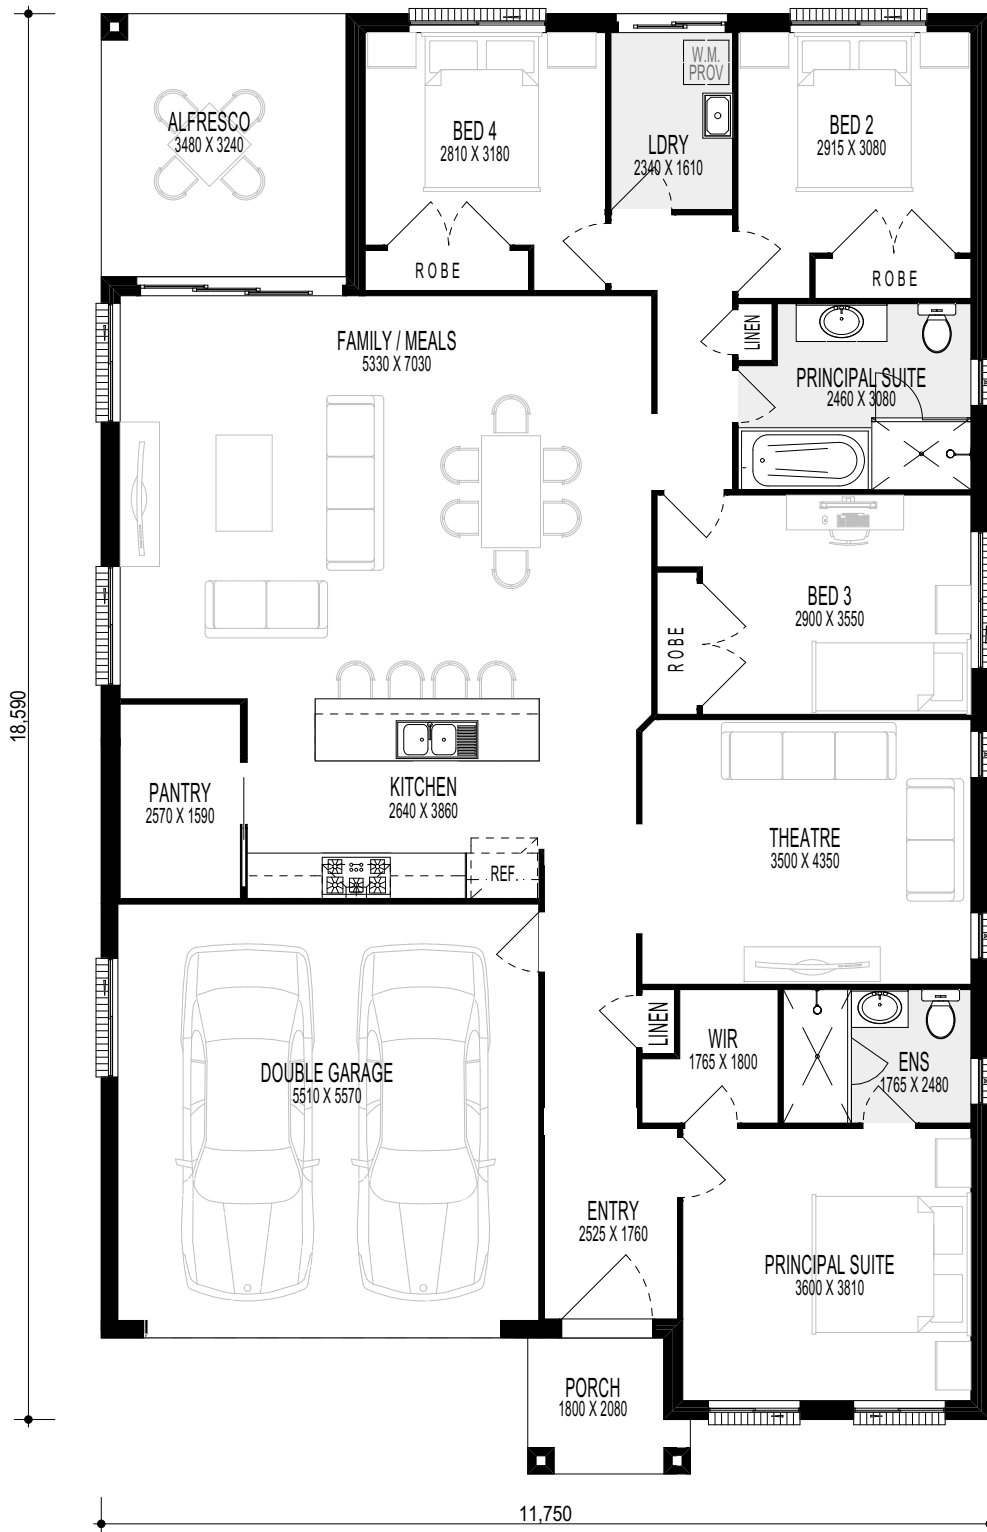 W.M.
PROV
ALFRESCO
3480 X 3240
BED 4
2810 X 3180
LDRY
2340 X 1610
BED 2
2915 X 3080
ROBE
ROBE
FAMILY / MEALS
5330 X 7030
LINEN
PRINCIPAL SUITE
2460 X 3080
BED 3
2900 X 3550
ROBE
18,590
PANTRY
2570 X 1590
KITCHEN
2640 X 3860
REF.
THEATRE
3500 X 4350
LINEN
WIR
1765 X 1800
ENS
1765 X 2480
DOUBLE GARAGE
5510 X 5570
ENTRY
2525 X 1760
PRINCIPAL SUITE
3600 X 3810
PORCH
1800 X 2080
11,750